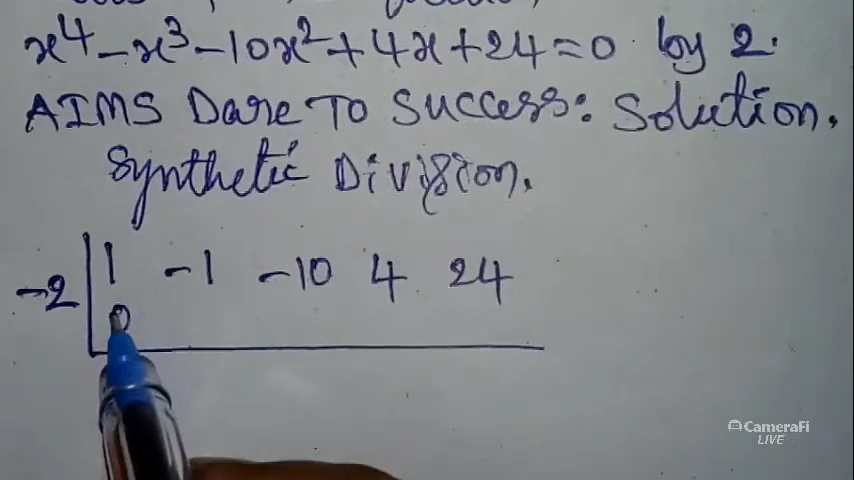 x⁴-x³-10x²+4x+24=0. by 2.
AIMS Dare To Success: Solution.
Synthetic Division.
-2 | 1 -1 -10 4 24
0
CameraFi
LIVE